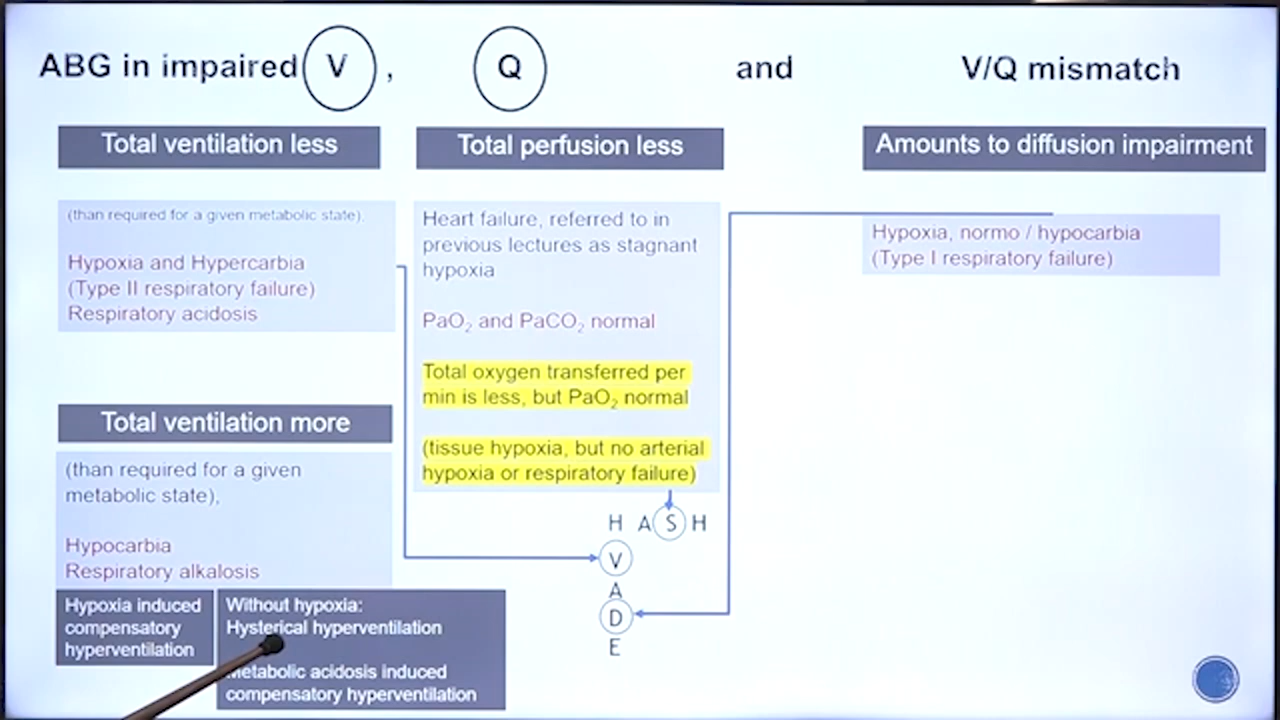 ABG in impaired V , Q and V/Q mismatch
Total ventilation less
(than required for a given metabolic state),
Hypoxia and Hypercarbia
(Type II respiratory failure)
Respiratory acidosis
Total ventilation more
(than required for a given
metabolic state),
Hypocarbia
Respiratory alkalosis
Hypoxia induced
compensatory
hyperventilation
Without hypoxia:
Hysterical hyperventilation
Metabolic acidosis induced
compensatory hyperventilation
Total perfusion less
Heart failure, referred to in
previous lectures as stagnant
hypoxia
PaO₂ and PaCO₂ normal
Total oxygen transferred per
min is less, but PaO₂ normal
(tissue hypoxia, but no arterial
hypoxia or respiratory failure)
H A S H
V
A
D
E
Amounts to diffusion impairment
Hypoxia, normo / hypocarbia
(Type I respiratory failure)